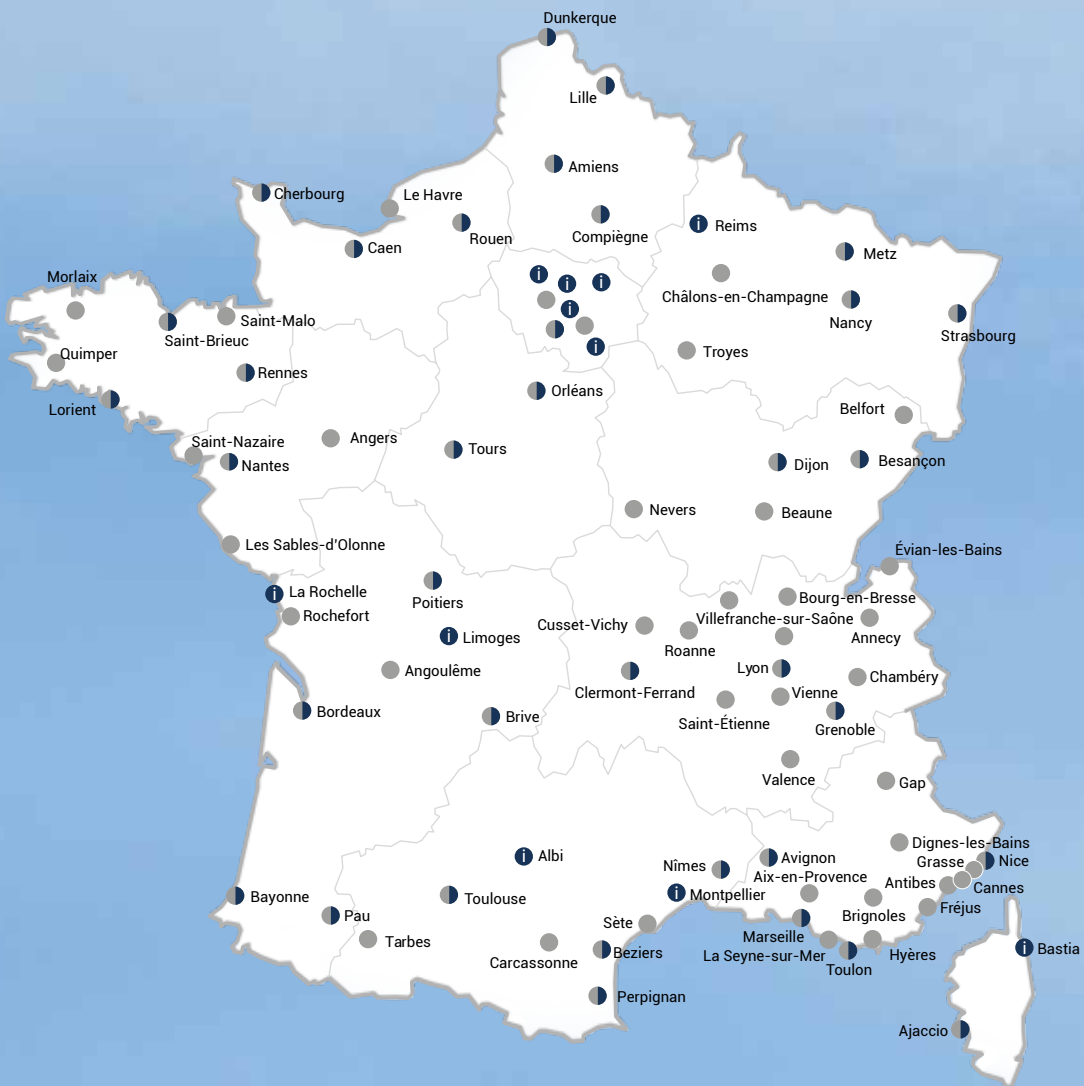 Dunkerque
Lille
Amiens
Cherbourg
Le Havre
Rouen
Compiègne
i Reims
Caen
Metz
Morlaix
i
i
i
Châlons-en-Champagne
Nancy
Saint-Malo
i
Saint-Brieuc
Strasbourg
Quimper
i
Troyes
Rennes
Orléans
Lorient
Belfort
Saint-Nazaire
Angers
Nantes
Tours
Dijon
Besançon
Nevers
Beaune
Les Sables-d'Olonne
Évian-les-Bains
i La Rochelle
Poitiers
Bourg-en-Bresse
Rochefort
Villefranche-sur-Saône
Cusset-Vichy
i Limoges
Roanne
Annecy
Angoulême
Lyon
Chambéry
Clermont-Ferrand
Vienne
Bordeaux
Brive
Saint-Étienne
Grenoble
Valence
Gap
Dignes-les-Bains
i Albi
Avignon
Grasse
Nice
Nîmes
Aix-en-Provence
Antibes
Cannes
Bayonne
Toulouse
i Montpellier
Fréjus
Pau
Brignoles
Sète
Tarbes
Marseille
Carcassonne
Beziers
La Seyne-sur-Mer
Hyères
i Bastia
Toulon
Perpignan
Ajaccio